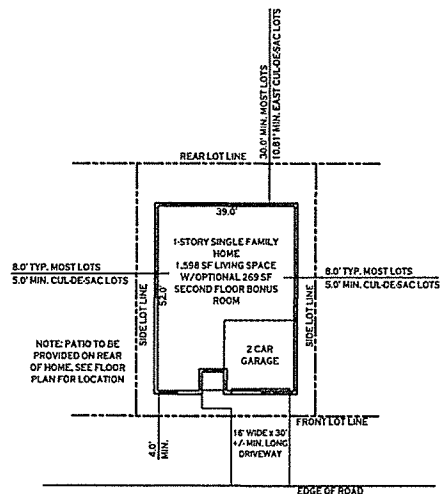 30.0' MIN. MOST LOTS
10.81' MIN. EAST CUL-DE-SAC LOTS
REAR LOT LINE
39.0'
1-STORY SINGLE FAMILY
HOME
1,598 SF LIVING SPACE
W/OPTIONAL 269 SF
SECOND FLOOR BONUS
ROOM
8.0' TYP. MOST LOTS
5.0' MIN. CUL-DE-SAC LOTS
8.0' TYP. MOST LOTS
5.0' MIN. CUL-DE-SAC LOTS
52.0'
SIDE LOT LINE
SIDE LOT LINE
NOTE: PATIO TO BE
PROVIDED ON REAR
OF HOME, SEE FLOOR
PLAN FOR LOCATION
2 CAR
GARAGE
FRONT LOT LINE
4.0'
MIN.
16' WIDE x 30'
+/- MIN. LONG
DRIVEWAY
EDGE OF ROAD